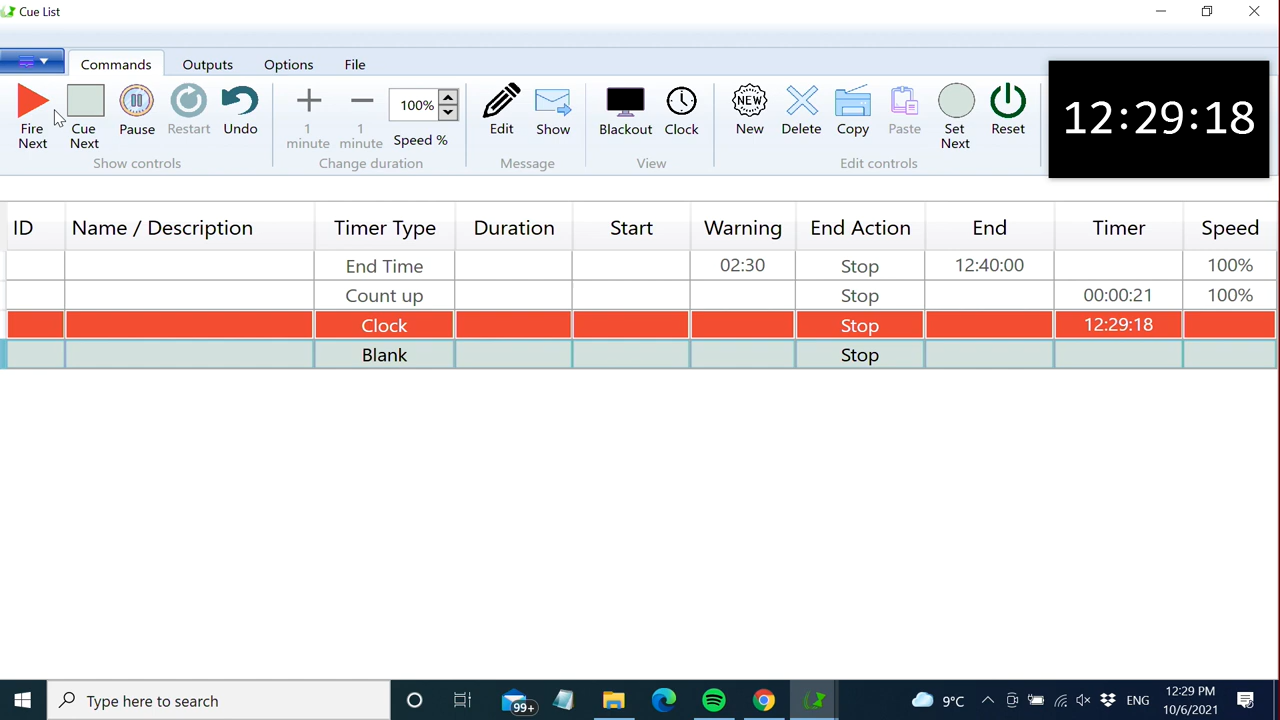 Cue List
Commands Outputs Options File
Fire Next
Cue Next
Pause
Restart
Undo
1 minute
1 minute
100%
Speed %
Edit
Show
Blackout
Clock
New
NEW
Delete
Copy
Paste
Set Next
Reset
12:29:18
Show controls
Change duration
Message
View
Edit controls
ID Name / Description Timer Type Duration Start Warning End Action End Timer Speed
End Time 02:30 Stop 12:40:00 100%
Count up Stop 00:00:21 100%
Clock Stop 12:29:18
Blank Stop
Type here to search
99+
9°C
ENG
12:29 PM
10/6/2021